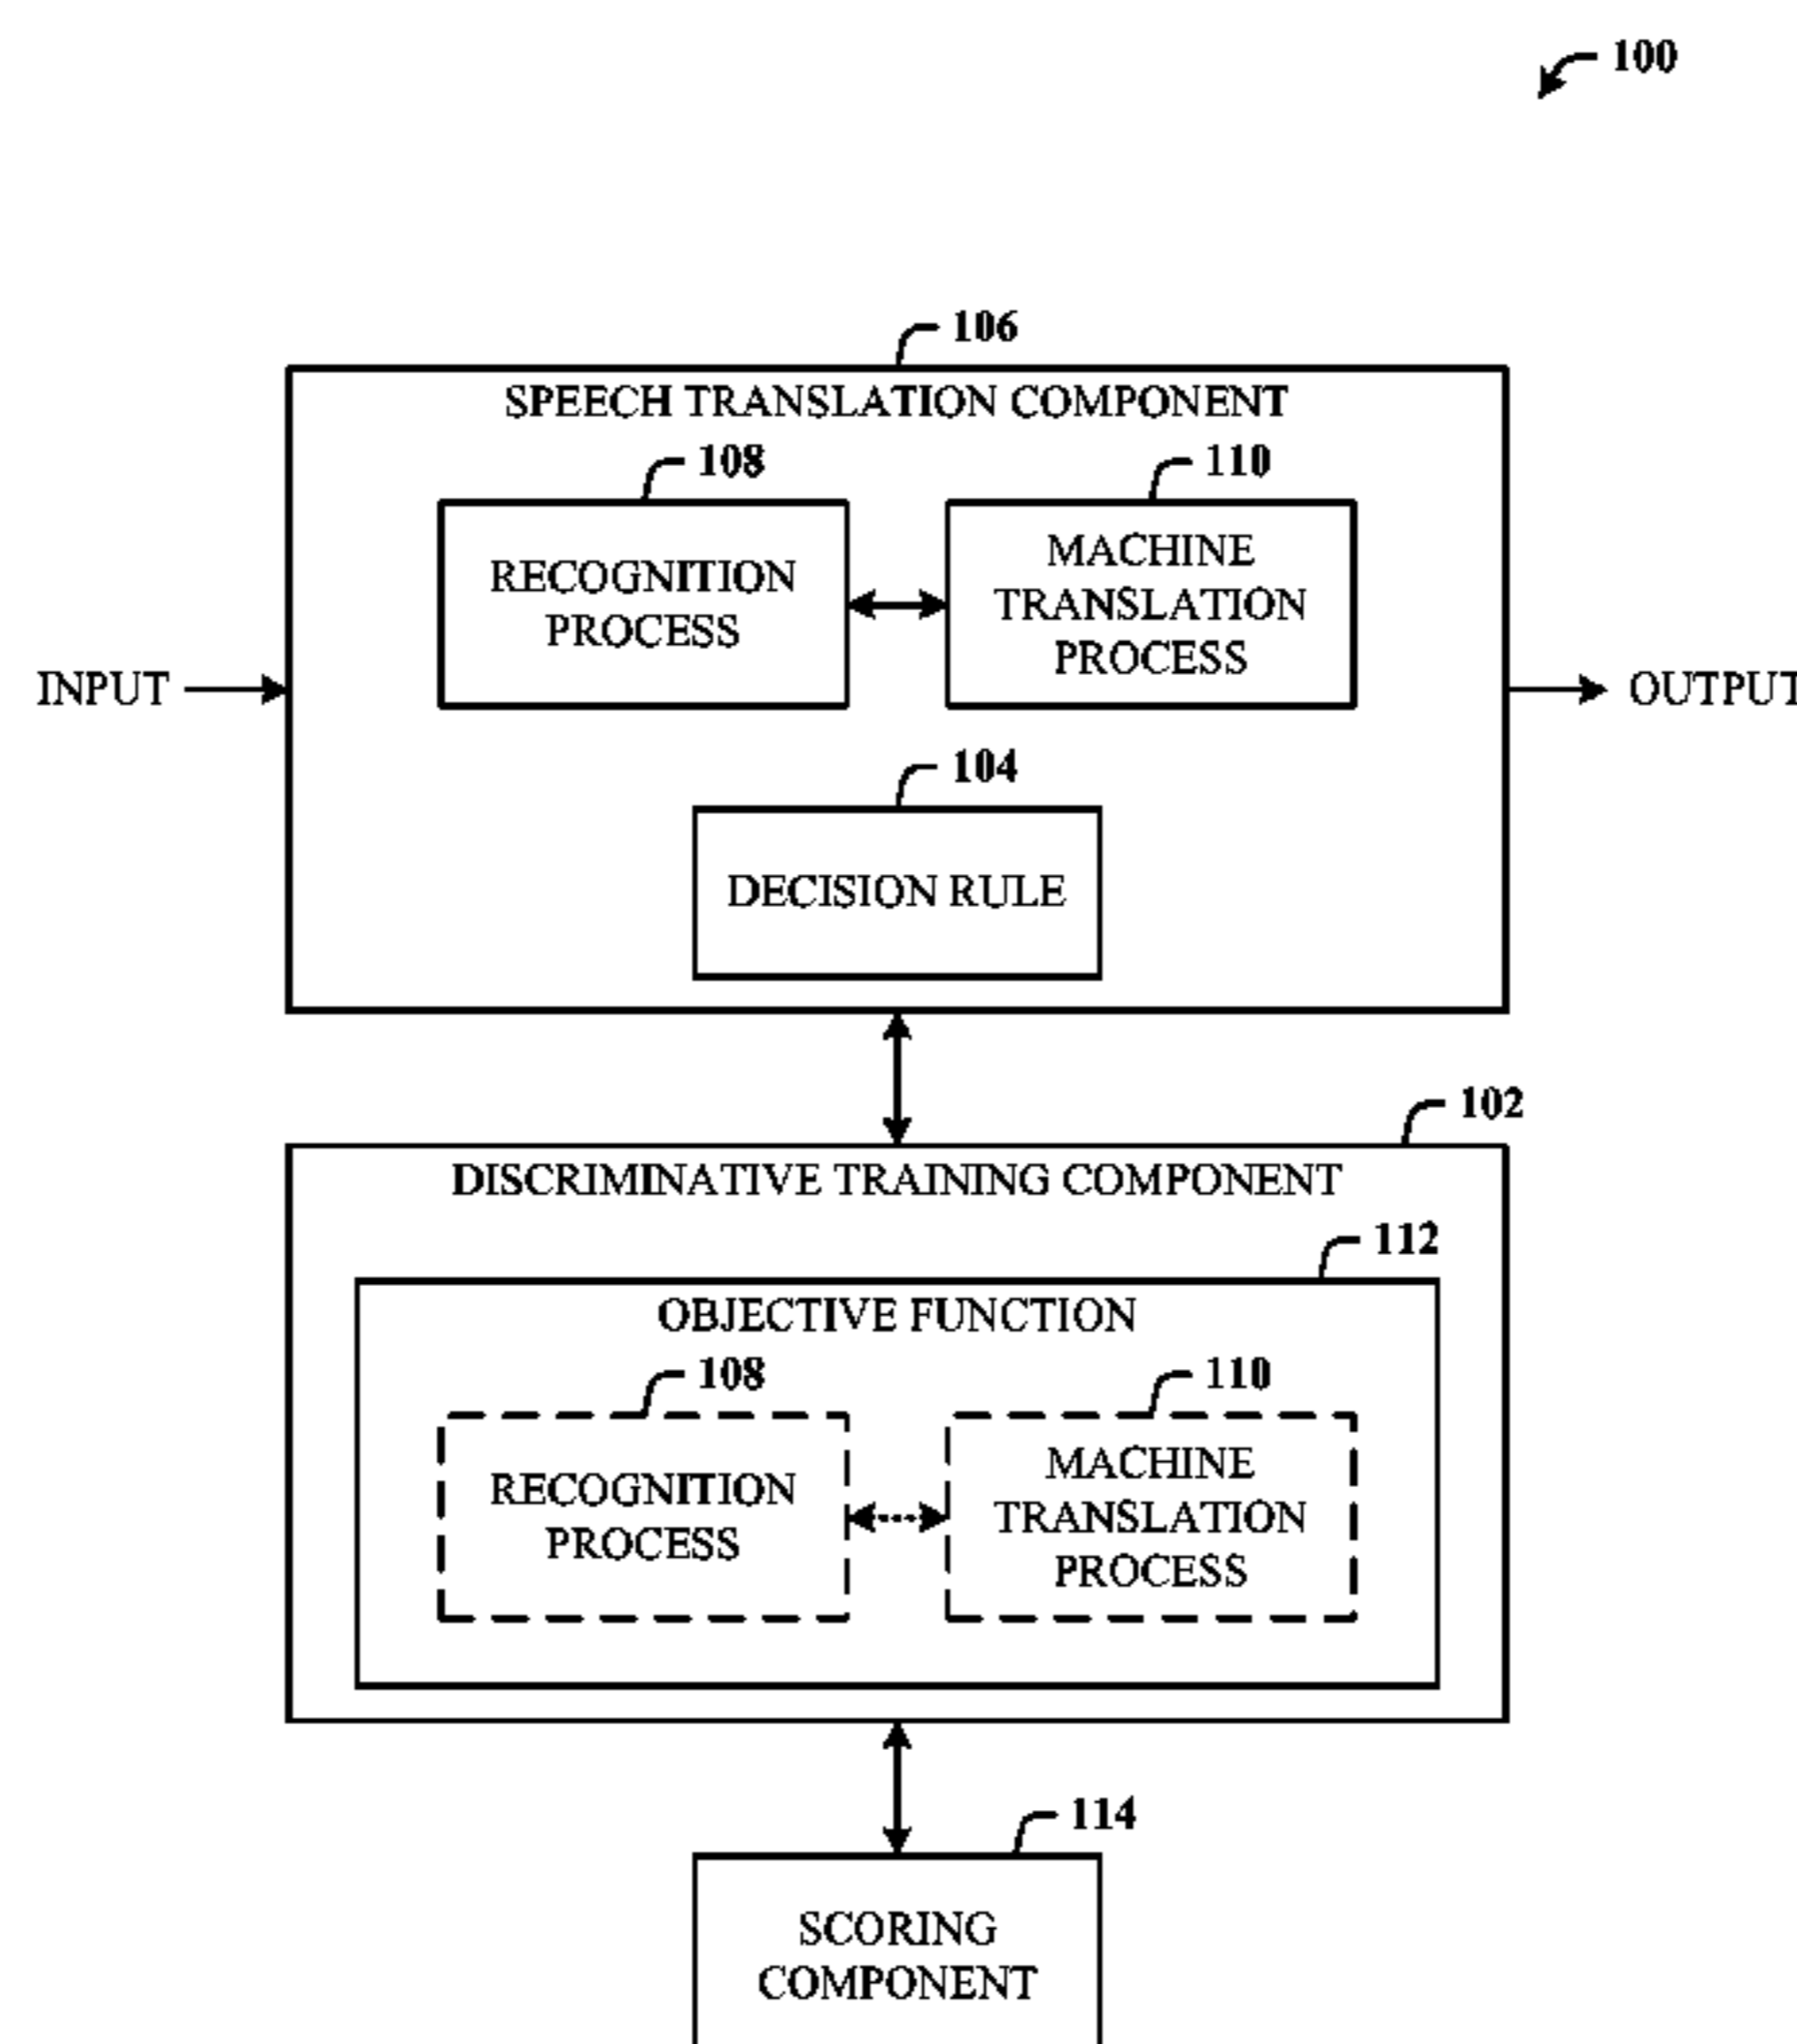 100
106
SPEECH TRANSLATION COMPONENT
108
110
RECOGNITION
PROCESS
MACHINE
TRANSLATION
PROCESS
INPUT
OUTPUT
104
DECISION RULE
102
DISCRIMINATIVE TRAINING COMPONENT
112
OBJECTIVE FUNCTION
108
110
RECOGNITION
PROCESS
MACHINE
TRANSLATION
PROCESS
114
SCORING
COMPONENT